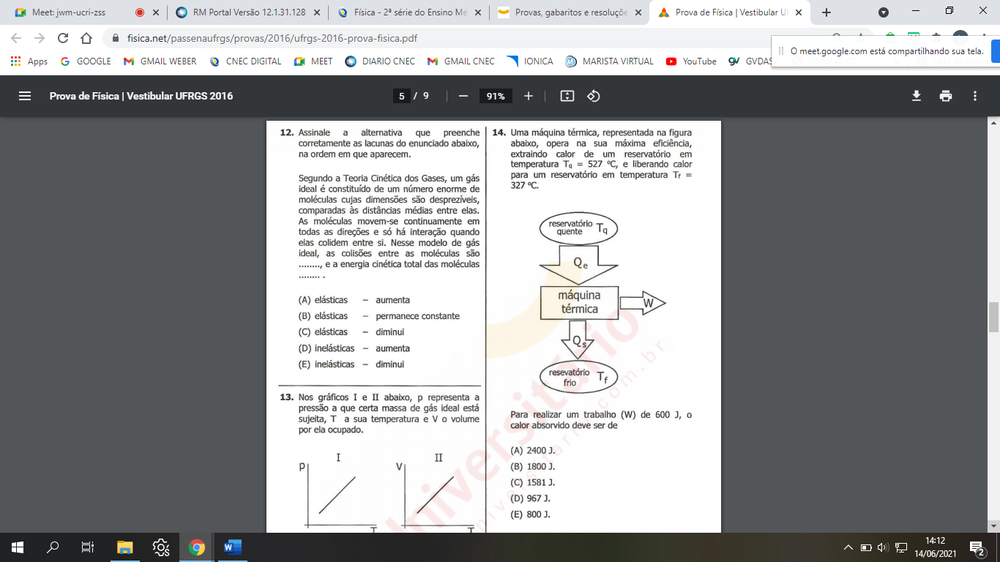 Meet: jwm-ucri-zss
RM Portal Versão 12.1.31.128
Física - 2ª série do Ensino Mé
Provas, gabaritos e resoluçõe
Prova de Física | Vestibular UF
fisica.net/passenaufrgs/provas/2016/ufrgs-2016-prova-fisica.pdf
O meet.google.com está compartilhando sua tela.
Apps
GOOGLE
GMAIL WEBER
CNEC DIGITAL
MEET
DIARIO CNEC
GMAIL CNEC
IONICA
MARISTA VIRTUAL
YouTube
GVDAS
Prova de Física | Vestibular UFRGS 2016
5 / 9
91%
12. Assinale a alternativa que preenche
corretamente as lacunas do enunciado abaixo,
na ordem em que aparecem.
Segundo a Teoria Cinética dos Gases, um gás
ideal é constituído de um número enorme de
moléculas cujas dimensões são desprezíveis,
comparadas às distâncias médias entre elas.
As moléculas movem-se continuamente em
todas as direções e só há interação quando
elas colidem entre si. Nesse modelo de gás
ideal, as colisões entre as moléculas são
........, e a energia cinética total das moléculas
........ .
(A) elásticas – aumenta
(B) elásticas – permanece constante
(C) elásticas – diminui
(D) inelásticas – aumenta
(E) inelásticas – diminui
13. Nos gráficos I e II abaixo, p representa a
pressão a que certa massa de gás ideal está
sujeita, T a sua temperatura e V o volume
por ela ocupado.
I
II
p
V
T
T
14. Uma máquina térmica, representada na figura
abaixo, opera na sua máxima eficiência,
extraindo calor de um reservatório em
temperatura Tq = 527 ºC, e liberando calor
para um reservatório em temperatura Tf =
327 ºC.
reservatório
quente Tq
Qe
máquina
térmica
W
Qs
resevatório
frio Tf
Para realizar um trabalho (W) de 600 J, o
calor absorvido deve ser de
(A) 2400 J.
(B) 1800 J.
(C) 1581 J.
(D) 967 J.
(E) 800 J.
14:12
14/06/2021
2